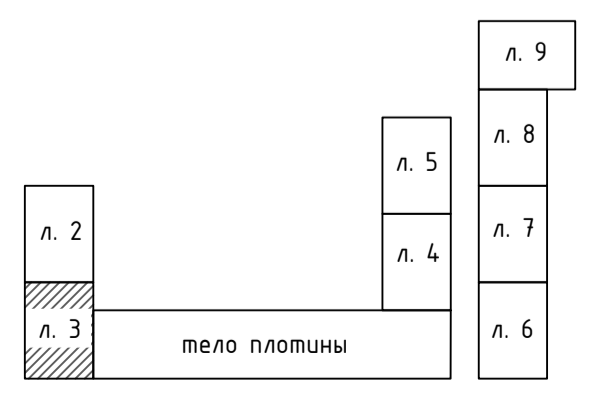 л. 9
л. 8
л. 5
л. 2
л. 7
л. 4
л. 3
тело плотины
л. 6